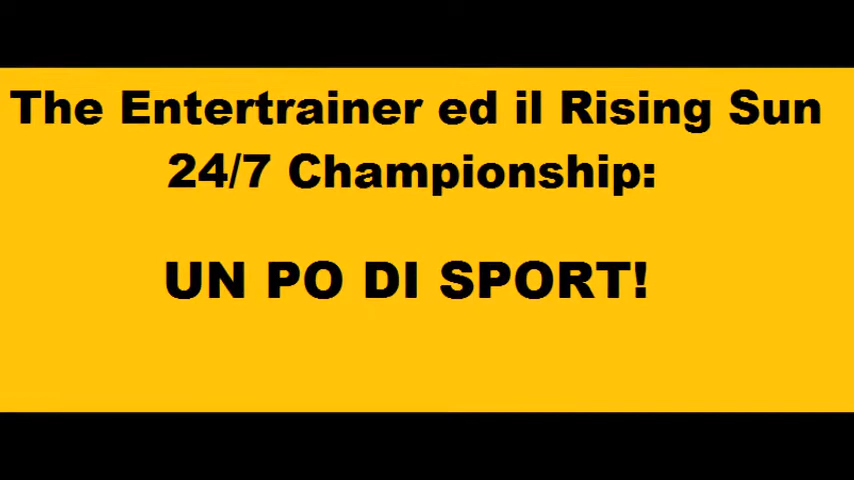 The Entertrainer ed il Rising Sun
24/7 Championship:
UN PO DI SPORT!